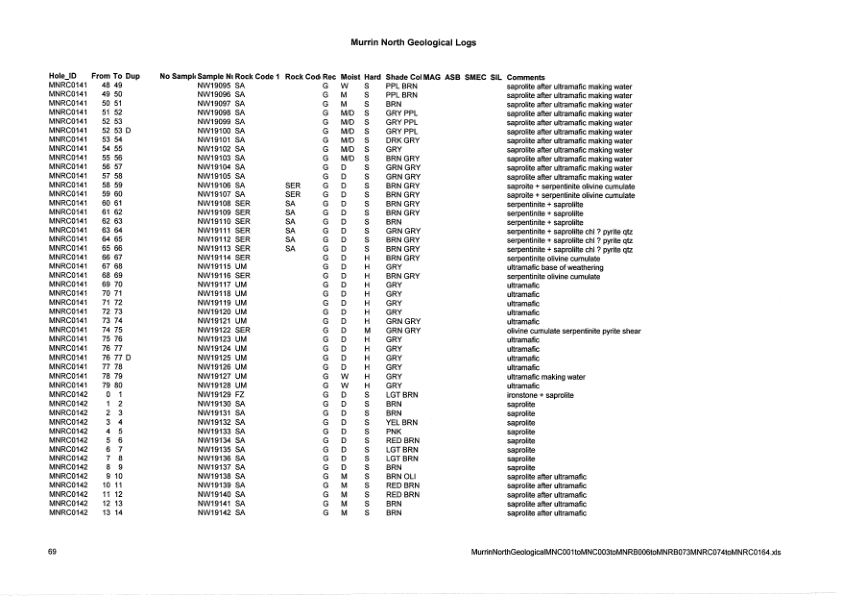 Murrin North Geological Logs
Hole_ID From To Dup No Sampl Sample Nu Rock Code 1 Rock Cod Rec Moist Hard Shade Col MAG ASB SMEC SIL Comments
MNRC0141 48 49 NW19095 SA G W S PPL BRN saprolite after ultramafic making water
MNRC0141 49 50 NW19096 SA G M S PPL BRN saprolite after ultramafic making water
MNRC0141 50 51 NW19097 SA G M S BRN saprolite after ultramafic making water
MNRC0141 51 52 NW19098 SA G M/D S GRY PPL saprolite after ultramafic making water
MNRC0141 52 53 NW19099 SA G M/D S GRY PPL saprolite after ultramafic making water
MNRC0141 52 53 D NW19100 SA G M/D S GRY PPL saprolite after ultramafic making water
MNRC0141 53 54 NW19101 SA G M/D S DRK GRY saprolite after ultramafic making water
MNRC0141 54 55 NW19102 SA G M/D S GRY saprolite after ultramafic making water
MNRC0141 55 56 NW19103 SA G M/D S BRN GRY saprolite after ultramafic making water
MNRC0141 56 57 NW19104 SA G D S GRN GRY saprolite after ultramafic making water
MNRC0141 57 58 NW19105 SA G D S GRN GRY saprolite after ultramafic making water
MNRC0141 58 59 NW19106 SA SER G D S BRN GRY saproite + serpentinite olivine cumulate
MNRC0141 59 60 NW19107 SA SER G D S BRN GRY saproite + serpentinite olivine cumulate
MNRC0141 60 61 NW19108 SER SA G D S BRN GRY serpentinite + saprolite
MNRC0141 61 62 NW19109 SER SA G D S BRN GRY serpentinite + saprolite
MNRC0141 62 63 NW19110 SER SA G D S BRN serpentinite + saprolite
MNRC0141 63 64 NW19111 SER SA G D S GRN GRY serpentinite + saprolite chl ? pyrite qtz
MNRC0141 64 65 NW19112 SER SA G D S BRN GRY serpentinite + saprolite chl ? pyrite qtz
MNRC0141 65 66 NW19113 SER SA G D S BRN GRY serpentinite + saprolite chl ? pyrite qtz
MNRC0141 66 67 NW19114 SER G D H BRN GRY serpentinite olivine cumulate
MNRC0141 67 68 NW19115 UM G D H GRY ultramafic base of weathering
MNRC0141 68 69 NW19116 SER G D H BRN GRY serpentinite olivine cumulate
MNRC0141 69 70 NW19117 UM G D H GRY ultramafic
MNRC0141 70 71 NW19118 UM G D H GRY ultramafic
MNRC0141 71 72 NW19119 UM G D H GRY ultramafic
MNRC0141 72 73 NW19120 UM G D H GRY ultramafic
MNRC0141 73 74 NW19121 UM G D H GRN GRY ultramafic
MNRC0141 74 75 NW19122 SER G D M GRN GRY olivine cumulate serpentinite pyrite shear
MNRC0141 75 76 NW19123 UM G D H GRY ultramafic
MNRC0141 76 77 NW19124 UM G D H GRY ultramafic
MNRC0141 76 77 D NW19125 UM G D H GRY ultramafic
MNRC0141 77 78 NW19126 UM G D H GRY ultramafic
MNRC0141 78 79 NW19127 UM G W H GRY ultramafic making water
MNRC0141 79 80 NW19128 UM G W H GRY ultramafic
MNRC0142 0 1 NW19129 FZ G D S LGT BRN ironstone + saprolite
MNRC0142 1 2 NW19130 SA G D S BRN saprolite
MNRC0142 2 3 NW19131 SA G D S BRN saprolite
MNRC0142 3 4 NW19132 SA G D S YEL BRN saprolite
MNRC0142 4 5 NW19133 SA G D S PNK saprolite
MNRC0142 5 6 NW19134 SA G D S RED BRN saprolite
MNRC0142 6 7 NW19135 SA G D S LGT BRN saprolite
MNRC0142 7 8 NW19136 SA G D S LGT BRN saprolite
MNRC0142 8 9 NW19137 SA G D S BRN saprolite
MNRC0142 9 10 NW19138 SA G M S BRN OLI saprolite after ultramafic
MNRC0142 10 11 NW19139 SA G M S RED BRN saprolite after ultramafic
MNRC0142 11 12 NW19140 SA G M S RED BRN saprolite after ultramafic
MNRC0142 12 13 NW19141 SA G M S BRN saprolite after ultramafic
MNRC0142 13 14 NW19142 SA G M S BRN saprolite after ultramafic
69 MurrinNorthGeologicalMNC001toMNC003toMNRB006toMNRB073MNRC074toMNRC0164.xls